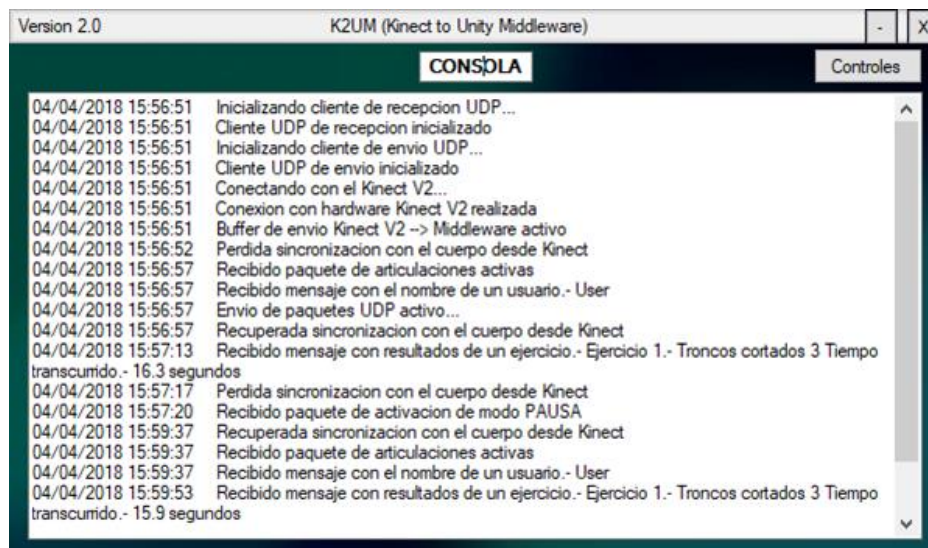 Version 2.0 K2UM (Kinect to Unity Middleware) - X
CONSOLA Controles
04/04/2018 15:56:51 Inicializando cliente de recepcion UDP...
04/04/2018 15:56:51 Cliente UDP de recepcion inicializado
04/04/2018 15:56:51 Inicializando cliente de envio UDP...
04/04/2018 15:56:51 Cliente UDP de envio inicializado
04/04/2018 15:56:51 Conectando con el Kinect V2...
04/04/2018 15:56:51 Conexion con hardware Kinect V2 realizada
04/04/2018 15:56:51 Buffer de envio Kinect V2 --> Middleware activo
04/04/2018 15:56:52 Perdida sincronizacion con el cuerpo desde Kinect
04/04/2018 15:56:57 Recibido paquete de articulaciones activas
04/04/2018 15:56:57 Recibido mensaje con el nombre de un usuario.- User
04/04/2018 15:56:57 Envio de paquetes UDP activo...
04/04/2018 15:56:57 Recuperada sincronizacion con el cuerpo desde Kinect
04/04/2018 15:57:13 Recibido mensaje con resultados de un ejercicio.- Ejercicio 1.- Troncos cortados 3 Tiempo
transcurrido.- 16.3 segundos
04/04/2018 15:57:17 Perdida sincronizacion con el cuerpo desde Kinect
04/04/2018 15:57:20 Recibido paquete de activacion de modo PAUSA
04/04/2018 15:59:37 Recuperada sincronizacion con el cuerpo desde Kinect
04/04/2018 15:59:37 Recibido paquete de articulaciones activas
04/04/2018 15:59:37 Recibido mensaje con el nombre de un usuario.- User
04/04/2018 15:59:53 Recibido mensaje con resultados de un ejercicio.- Ejercicio 1.- Troncos cortados 3 Tiempo
transcurrido.- 15.9 segundos